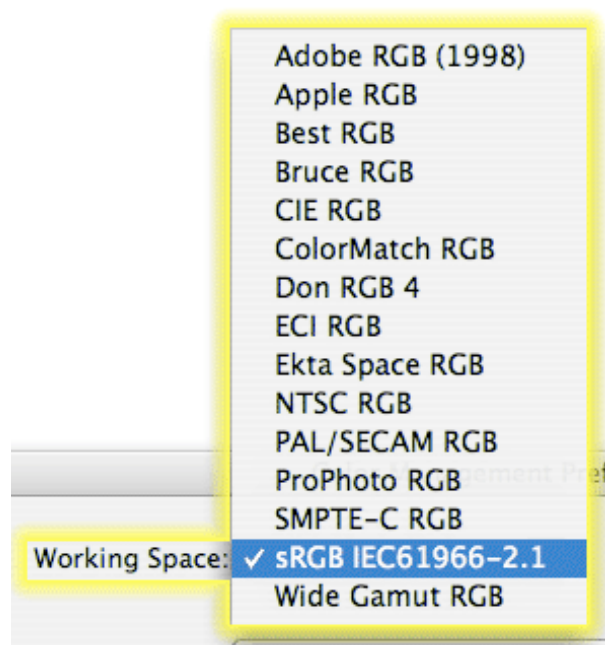 Adobe RGB (1998)
Apple RGB
Best RGB
Bruce RGB
CIE RGB
ColorMatch RGB
Don RGB 4
ECI RGB
Ekta Space RGB
NTSC RGB
PAL/SECAM RGB
ProPhoto RGB
SMPTE-C RGB
Working Space: ✓ sRGB IEC61966-2.1
Wide Gamut RGB